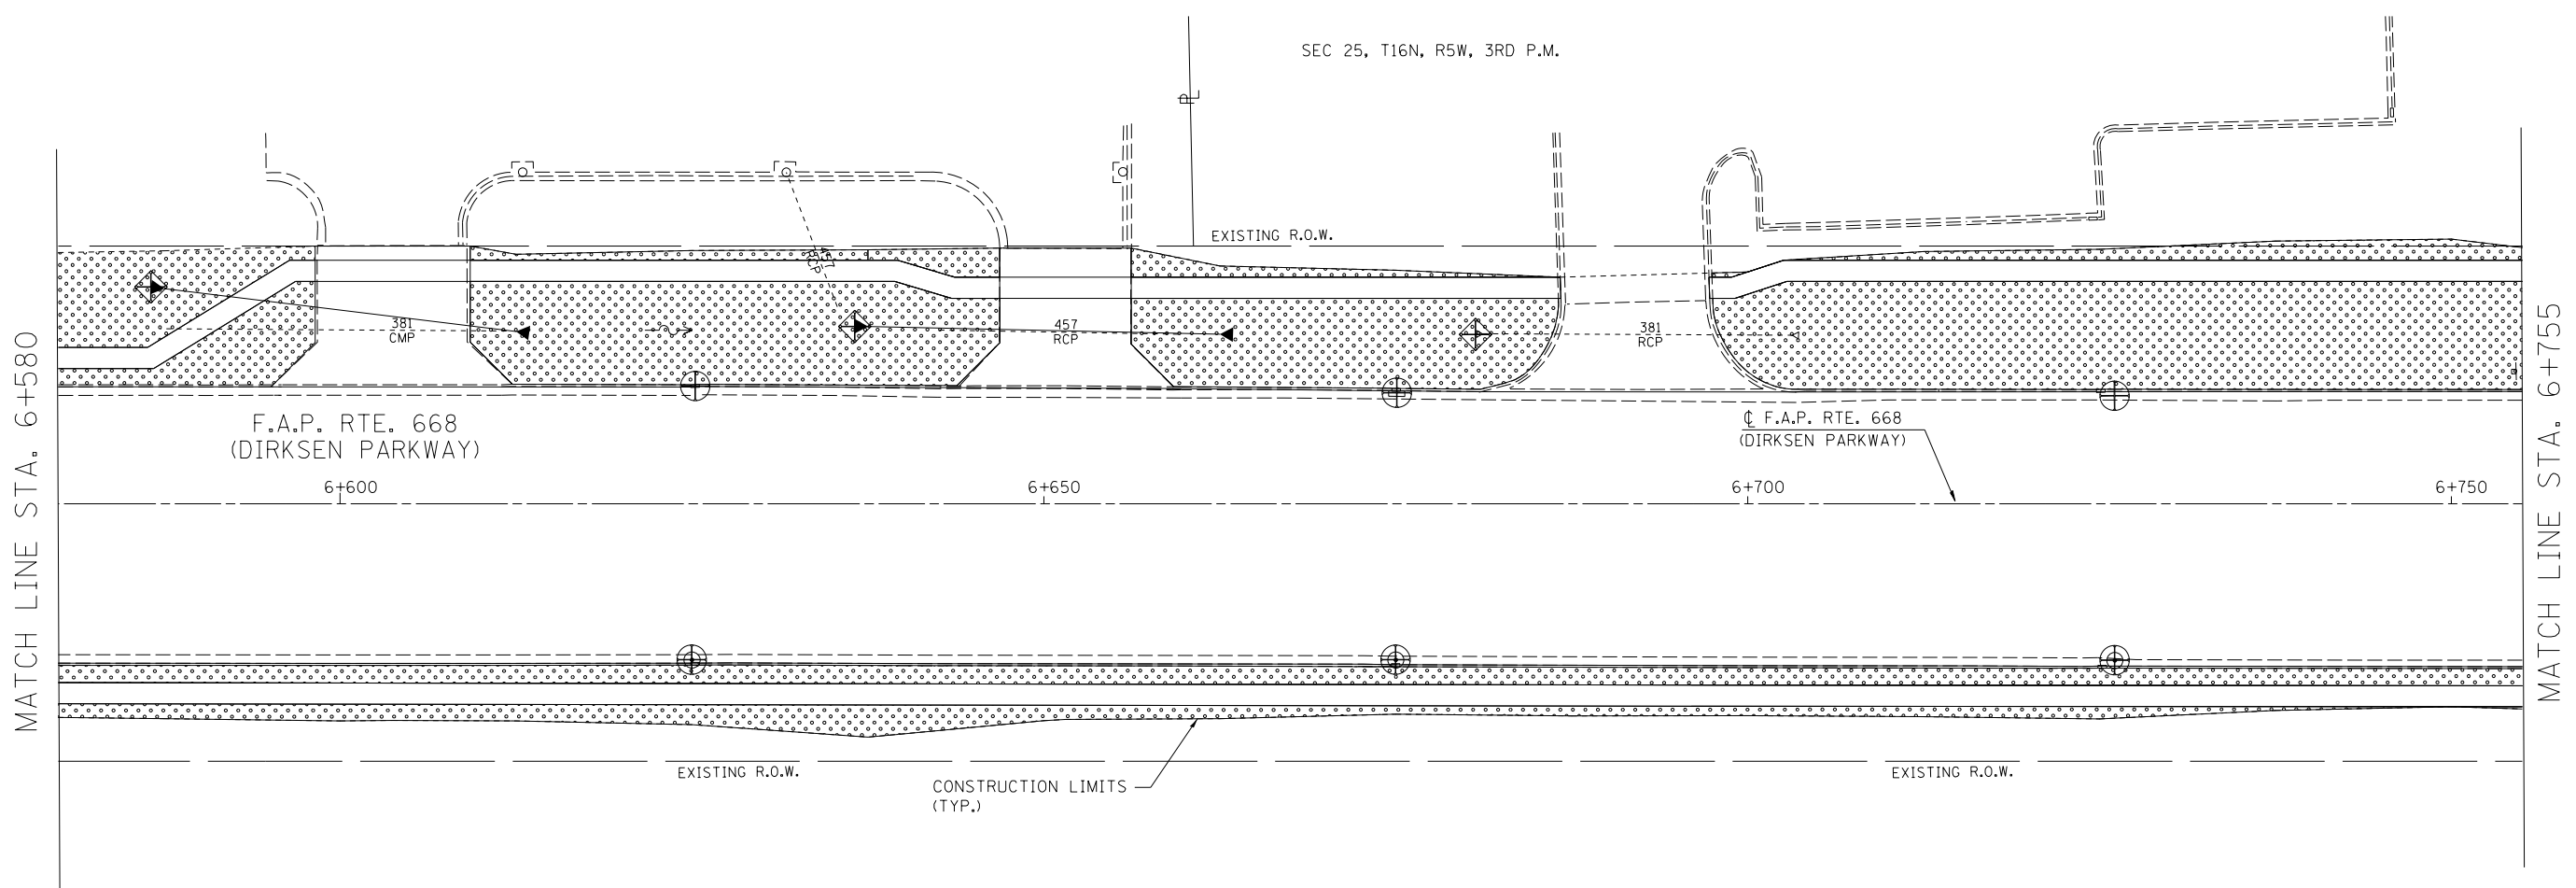 SEC 25, T16N, R5W, 3RD P.M.
EXISTING R.O.W.
457
RCP
381
CMP
457
RCP
381
RCP
F.A.P. RTE. 668
(DIRKSEN PARKWAY)
℄ F.A.P. RTE. 668
(DIRKSEN PARKWAY)
MATCH LINE STA. 6+580
MATCH LINE STA. 6+755
6+600
6+650
6+700
6+750
EXISTING R.O.W.
EXISTING R.O.W.
CONSTRUCTION LIMITS
(TYP.)